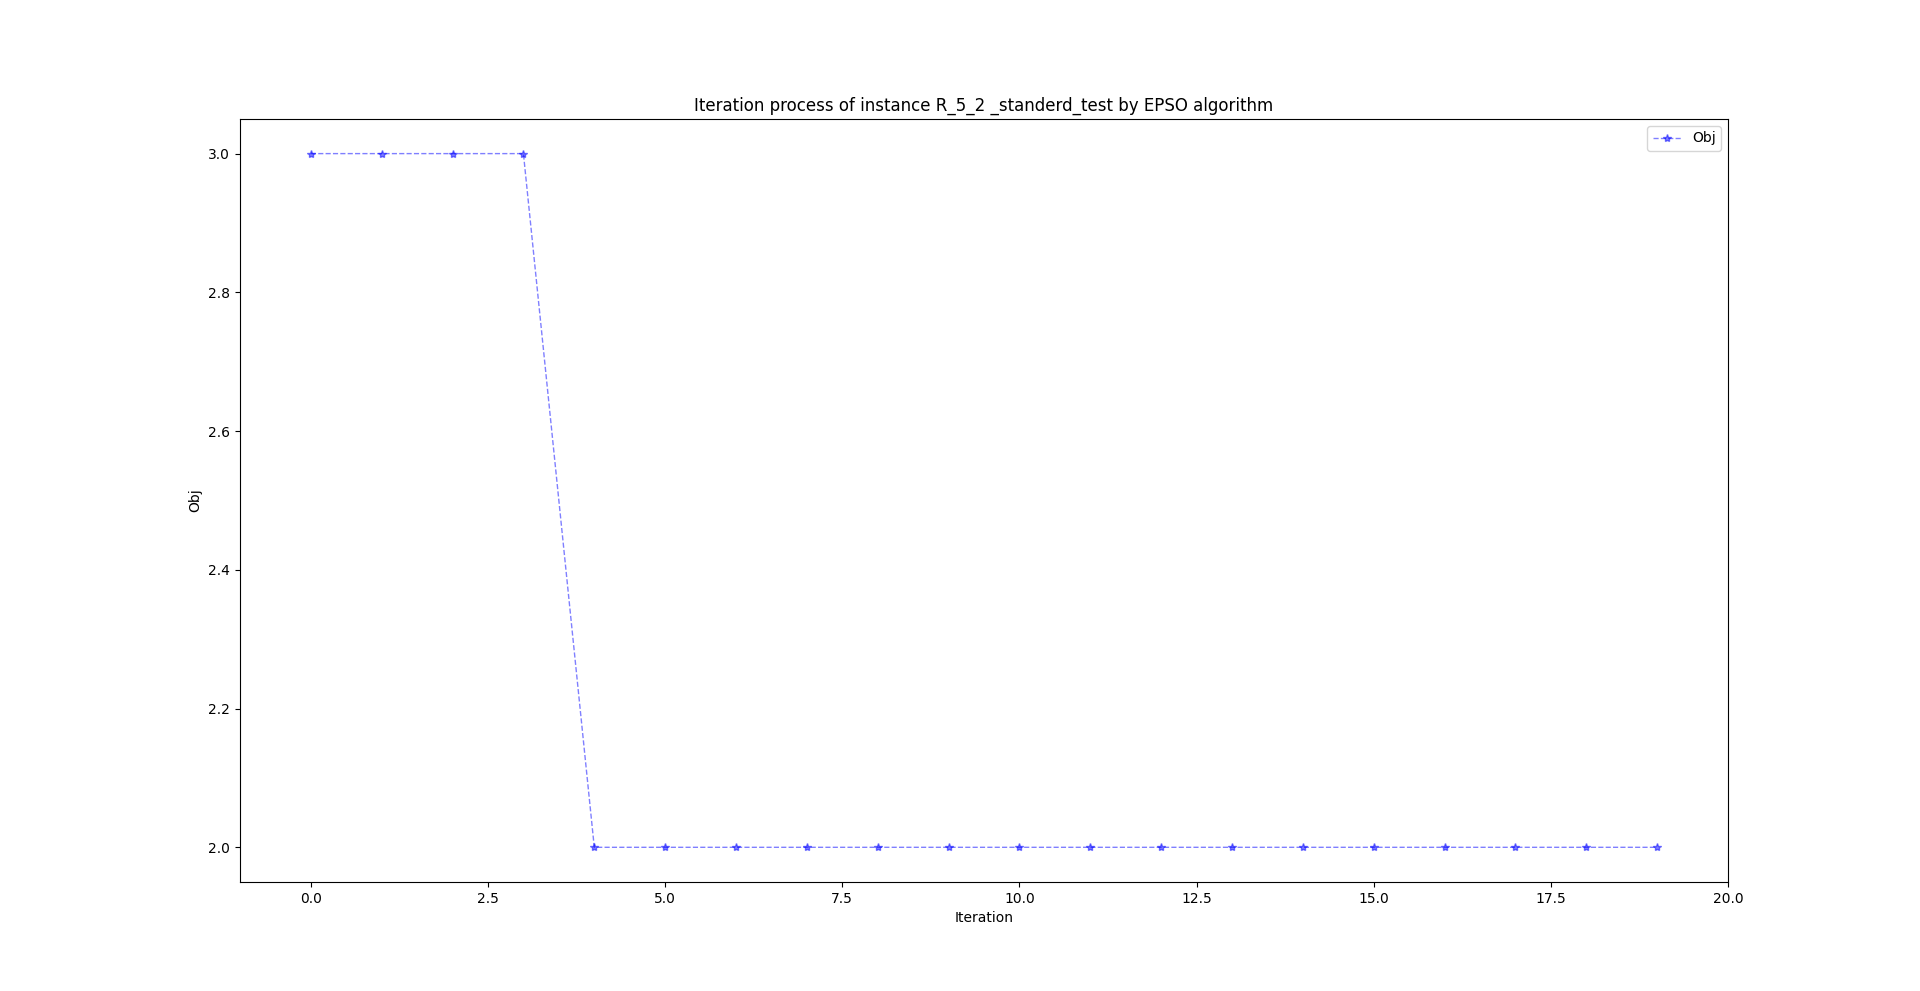 Iteration process of instance R_5_2 _standerd_test by EPSO algorithm
Obj
3.0
2.8
2.6
2.4
2.2
2.0
Obj
0.0 2.5 5.0 7.5 10.0 12.5 15.0 17.5 20.0
Iteration